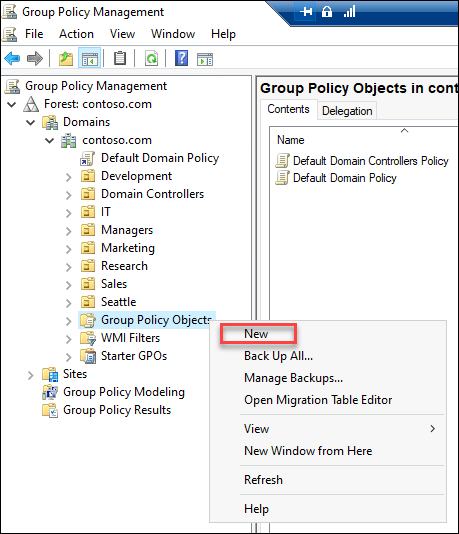 Group Policy Management
File Action View Window Help
Group Policy Management
Forest: contoso.com
Domains
contoso.com
Default Domain Policy
Development
Domain Controllers
IT
Managers
Marketing
Research
Sales
Seattle
Group Policy Objects
WMI Filters
Starter GPOs
Sites
Group Policy Modeling
Group Policy Results
Group Policy Objects in cont
Contents Delegation
Name
Default Domain Controllers Policy
Default Domain Policy
New
Back Up All...
Manage Backups...
Open Migration Table Editor
View
New Window from Here
Refresh
Help